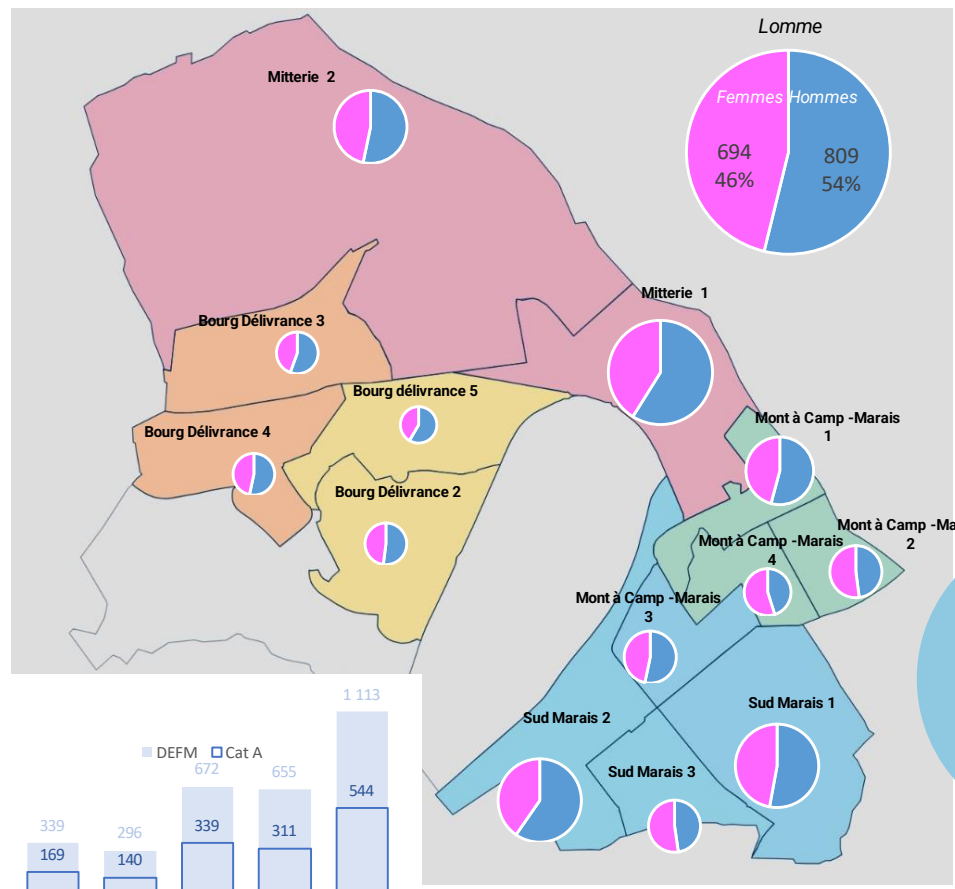 Lomme
Mitterie 2
Femmes Hommes
694 809
46% 54%
Mitterie 1
Bourg Délivrance 3
Bourg délivrance 5
Mont à Camp -Marais
1
Bourg Délivrance 4
Bourg Délivrance 2
Mont à Camp -Ma
2
Mont à Camp -Marais
4
Mont à Camp -Marais
3
Sud Marais 2
Sud Marais 1
Sud Marais 3
1 113
DEFM Cat A
672 655
544
339 296 339 311
169 140